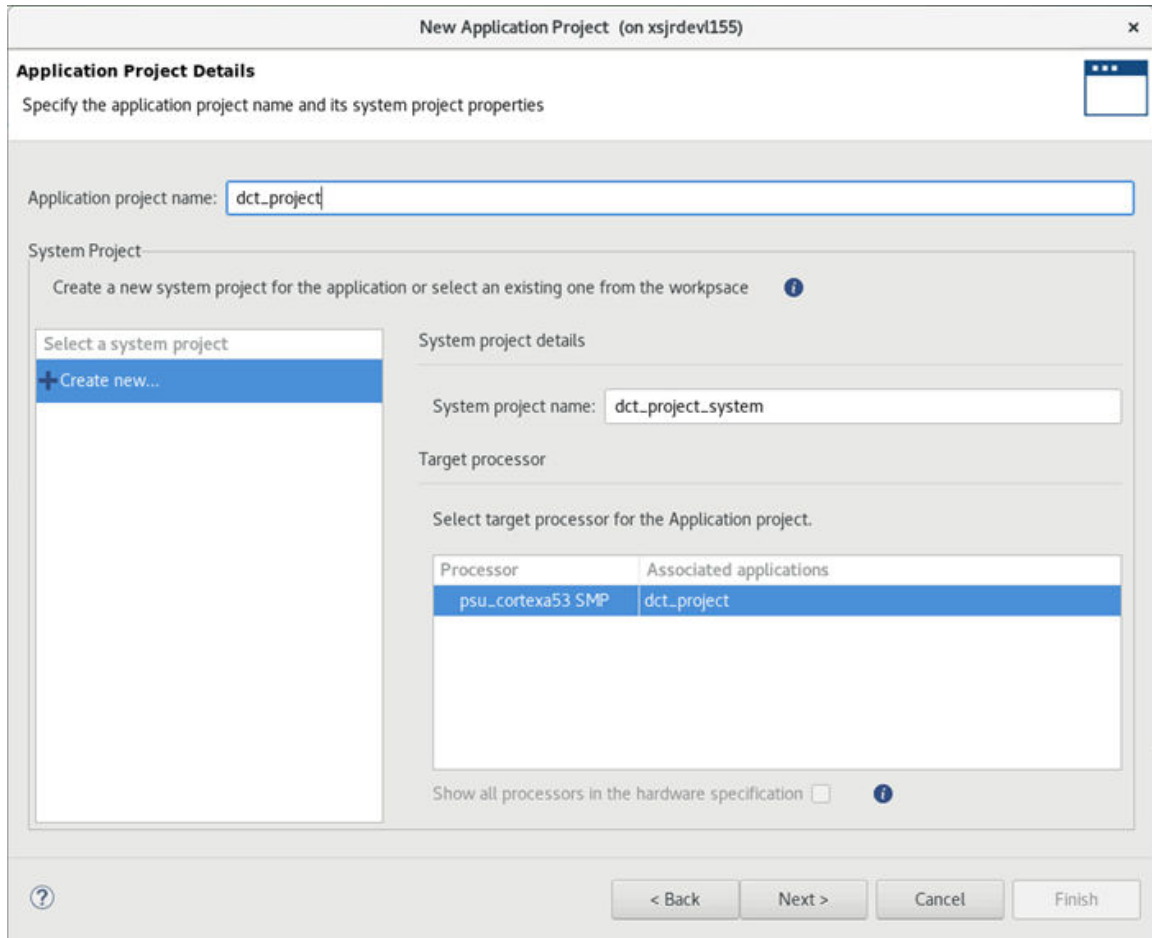 New Application Project (on xsjrdevl155)
×
Application Project Details
Specify the application project name and its system project properties
Application project name: dct_project
System Project
Create a new system project for the application or select an existing one from the workpsace
Select a system project
Create new...
System project details
System project name: dct_project_system
Target processor
Select target processor for the Application project.
Processor Associated applications
psu_cortexa53 SMP dct_project
Show all processors in the hardware specification
< Back Next > Cancel Finish